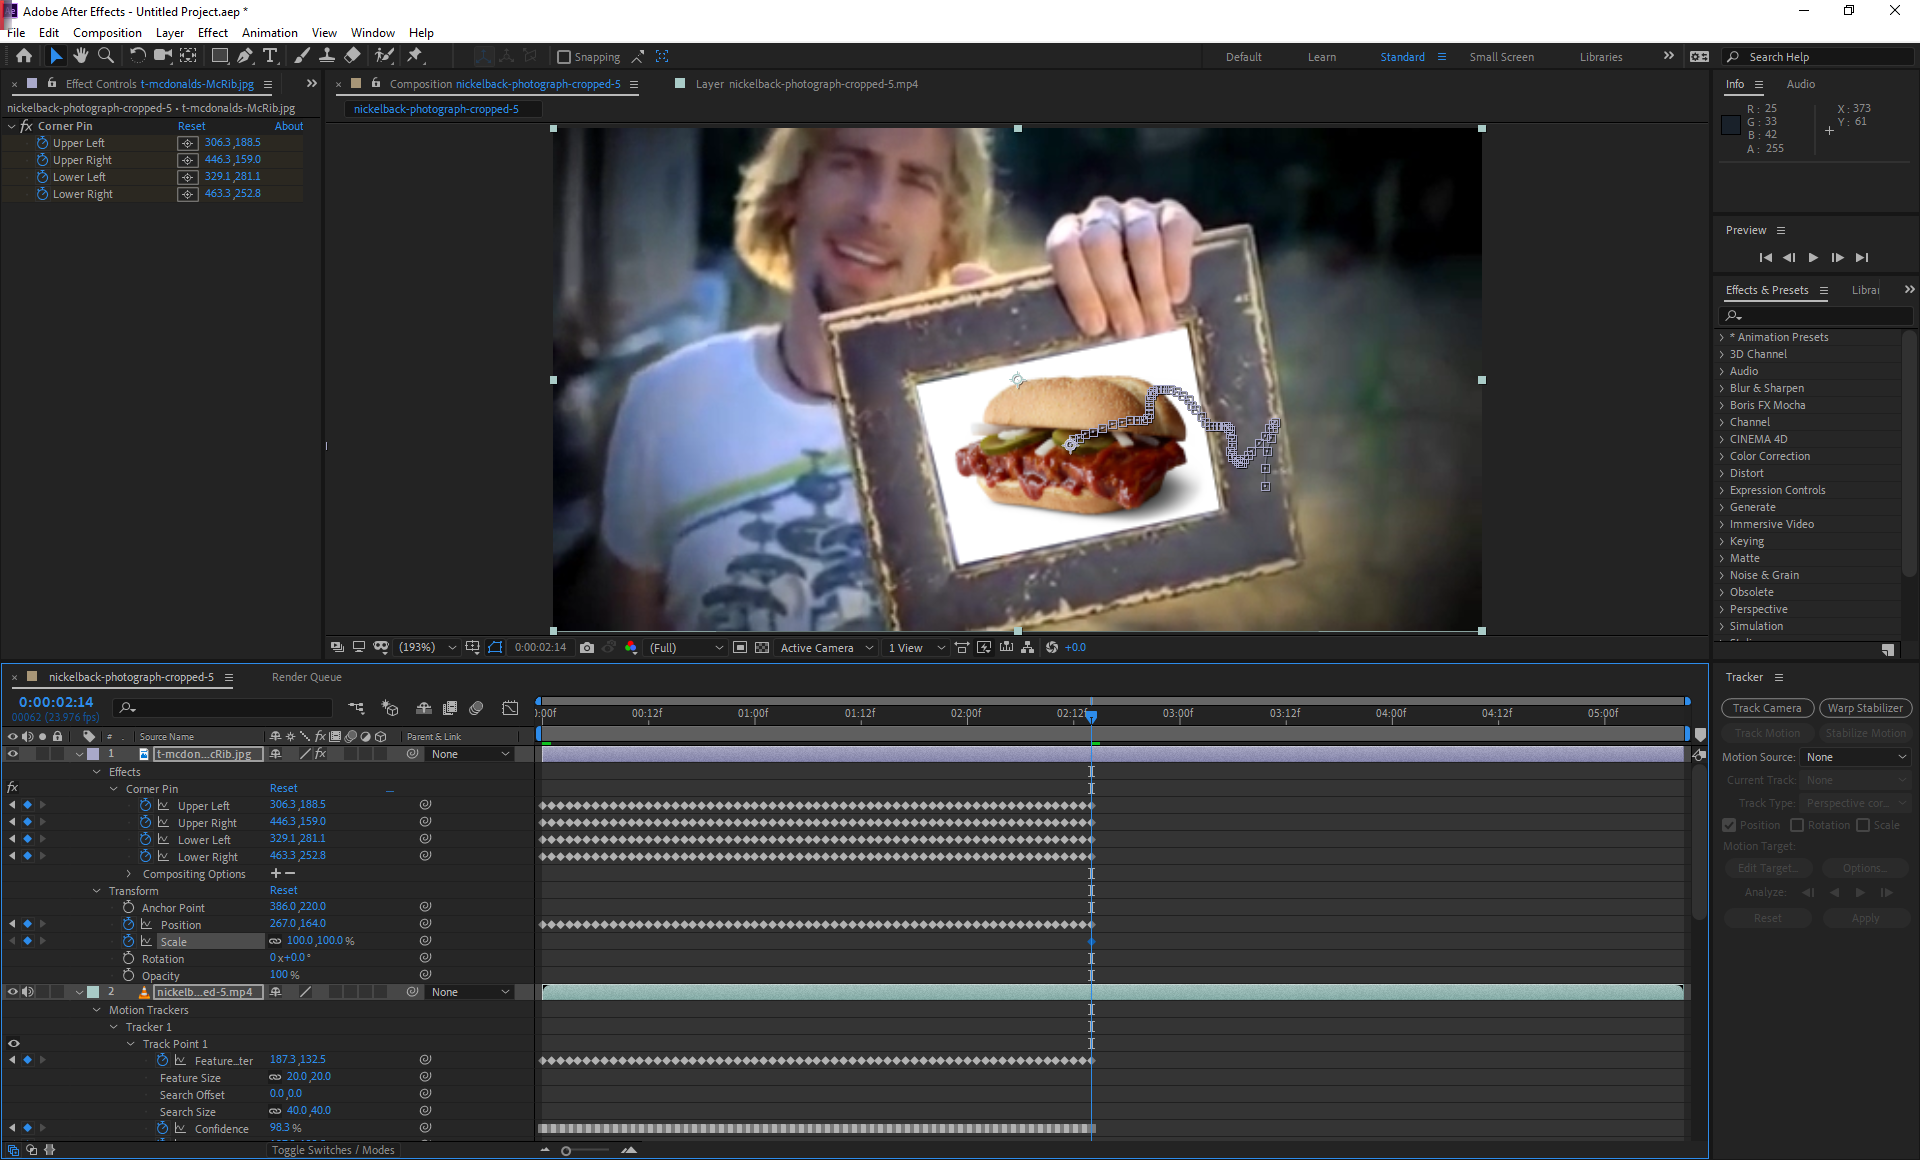 Adobe After Effects - Untitled Project.aep *
File Edit Composition Layer Effect Animation View Window Help
Snapping Default Learn Standard Small Screen Libraries Search Help
Effect Controls t-mcdonalds-McRib.jpg
nickelback-photograph-cropped-5 • t-mcdonalds-McRib.jpg
fx Corner Pin Reset About
Upper Left 306.3,188.5
Upper Right 446.3,159.0
Lower Left 329.1,281.1
Lower Right 463.3,252.8
Composition nickelback-photograph-cropped-5
Layer nickelback-photograph-cropped-5.mp4
nickelback-photograph-cropped-5
(193%) 0:00:02:14 (Full) Active Camera 1 View +0.0
Info Audio
R: 25 X: 373
G: 33 Y: 61
B: 42
A: 255
Preview
Effects & Presets Librar
* Animation Presets
3D Channel
Audio
Blur & Sharpen
Boris FX Mocha
Channel
CINEMA 4D
Color Correction
Distort
Expression Controls
Generate
Immersive Video
Keying
Matte
Noise & Grain
Obsolete
Perspective
Simulation
nickelback-photograph-cropped-5 Render Queue
0:00:02:14
00062 (23.976 fps)
):00f 00:12f 01:00f 01:12f 02:00f 02:12f 03:00f 03:12f 04:00f 04:12f 05:00f
# . Source Name fx Parent & Link
1 t-mcdon...cRib.jpg fx None
Effects
fx Corner Pin Reset
Upper Left 306.3,188.5
Upper Right 446.3,159.0
Lower Left 329.1,281.1
Lower Right 463.3,252.8
Compositing Options + −
Transform Reset
Anchor Point 386.0,220.0
Position 267.0,164.0
Scale 100.0,100.0%
Rotation 0x+0.0°
Opacity 100%
2 nickelb...ed-5.mp4 None
Motion Trackers
Tracker 1
Track Point 1
Feature...ter 187.3,132.5
Feature Size 20.0,20.0
Search Offset 0.0,0.0
Search Size 40.0,40.0
Confidence 98.3%
Toggle Switches / Modes
Tracker
Track Camera Warp Stabilizer
Track Motion Stabilize Motion
Motion Source: None
Current Track: None
Track Type: Perspective cor...
Position Rotation Scale
Motion Target:
Edit Target... Options...
Analyze:
Reset Apply